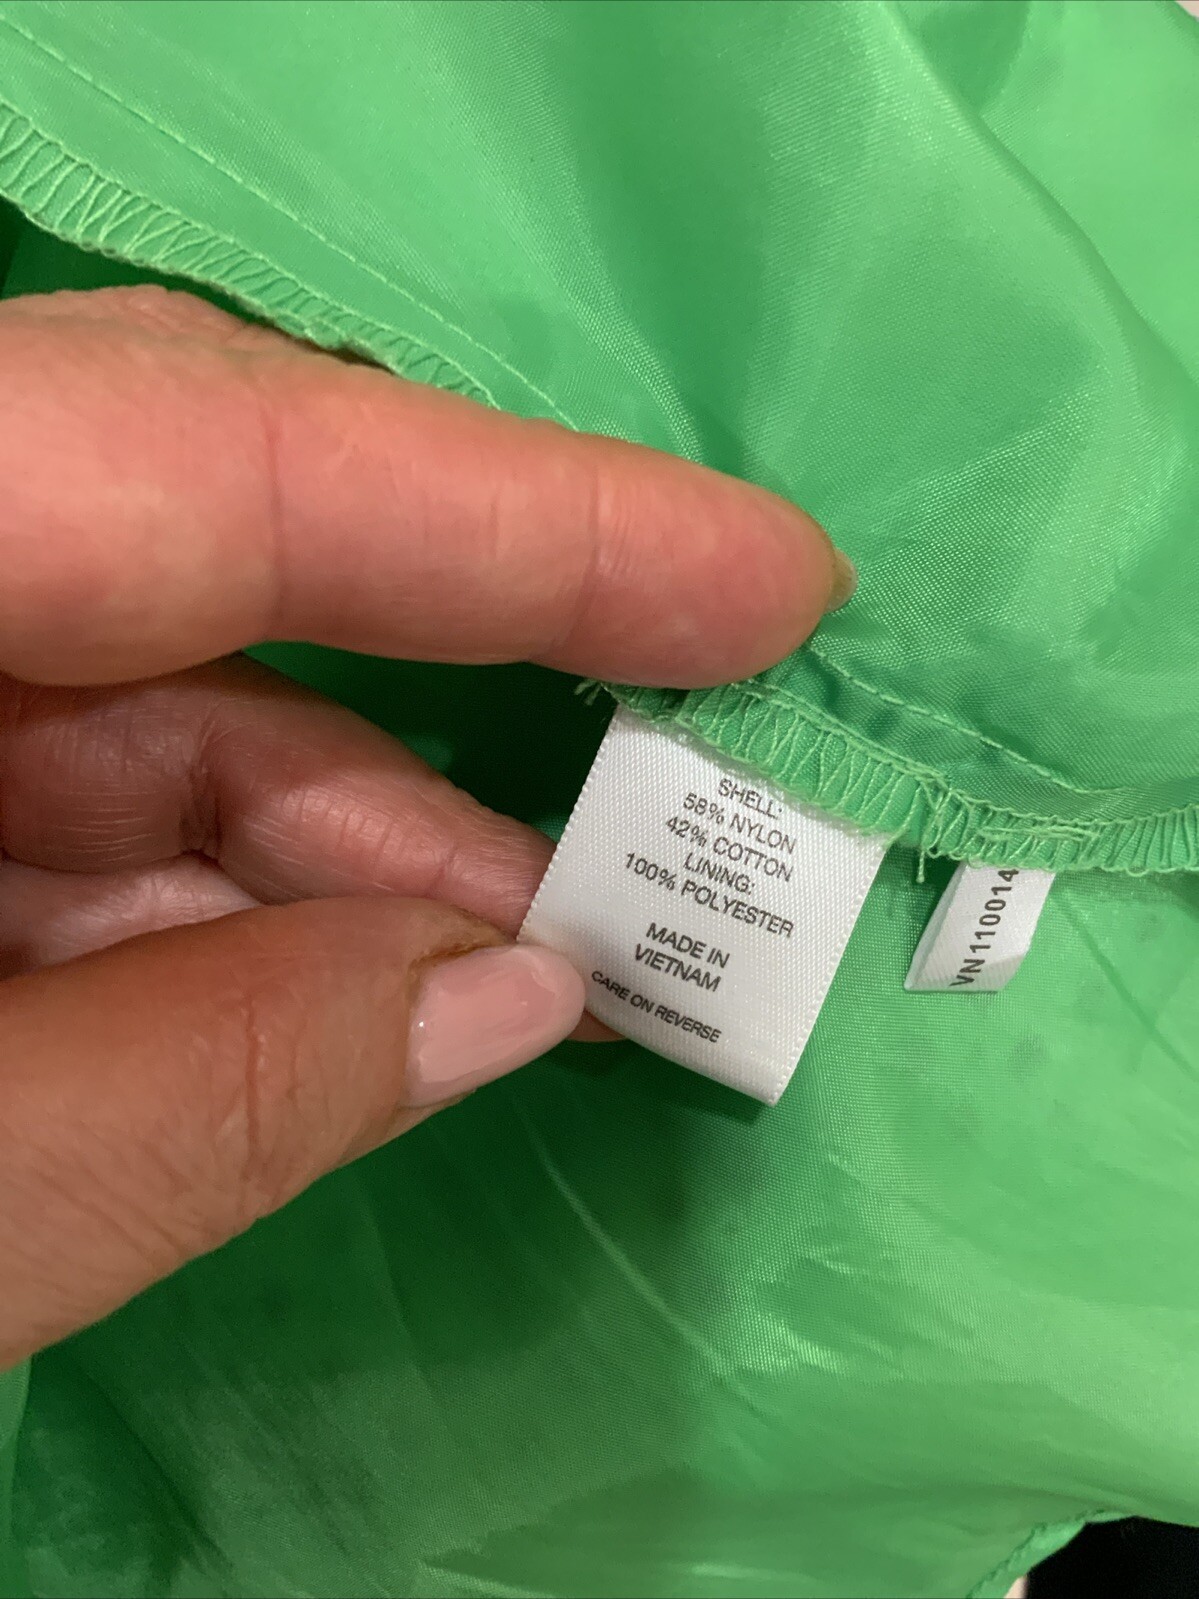 SHELL:
58% NYLON
42% COTTON
LINING:
100% POLYESTER
MADE IN
VIETNAM
CARE ON REVERSE
VN110014